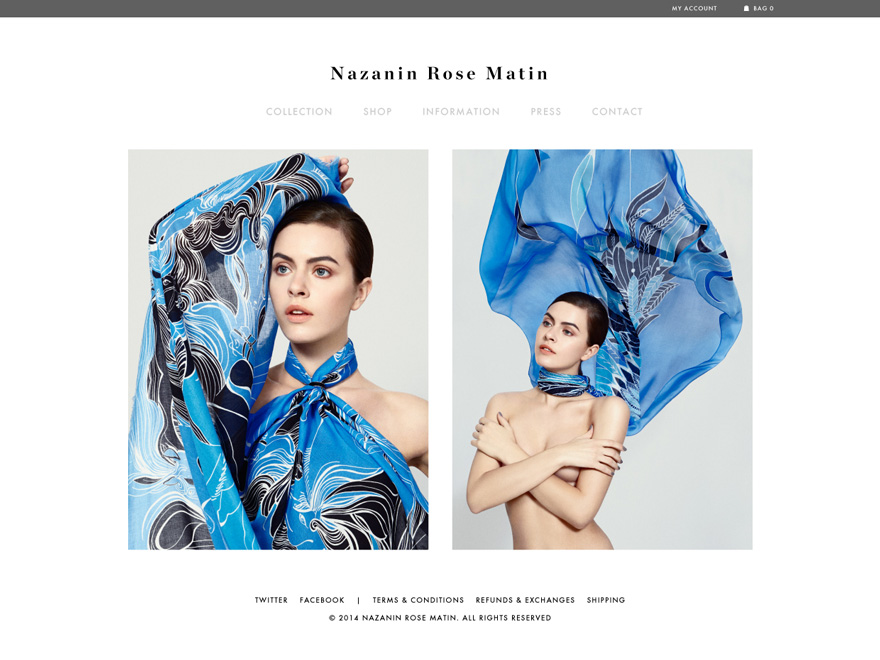 MY ACCOUNT BAG 0
Nazanin Rose Matin
COLLECTION SHOP INFORMATION PRESS CONTACT
TWITTER FACEBOOK | TERMS & CONDITIONS REFUNDS & EXCHANGES SHIPPING
© 2014 NAZANIN ROSE MATIN. ALL RIGHTS RESERVED